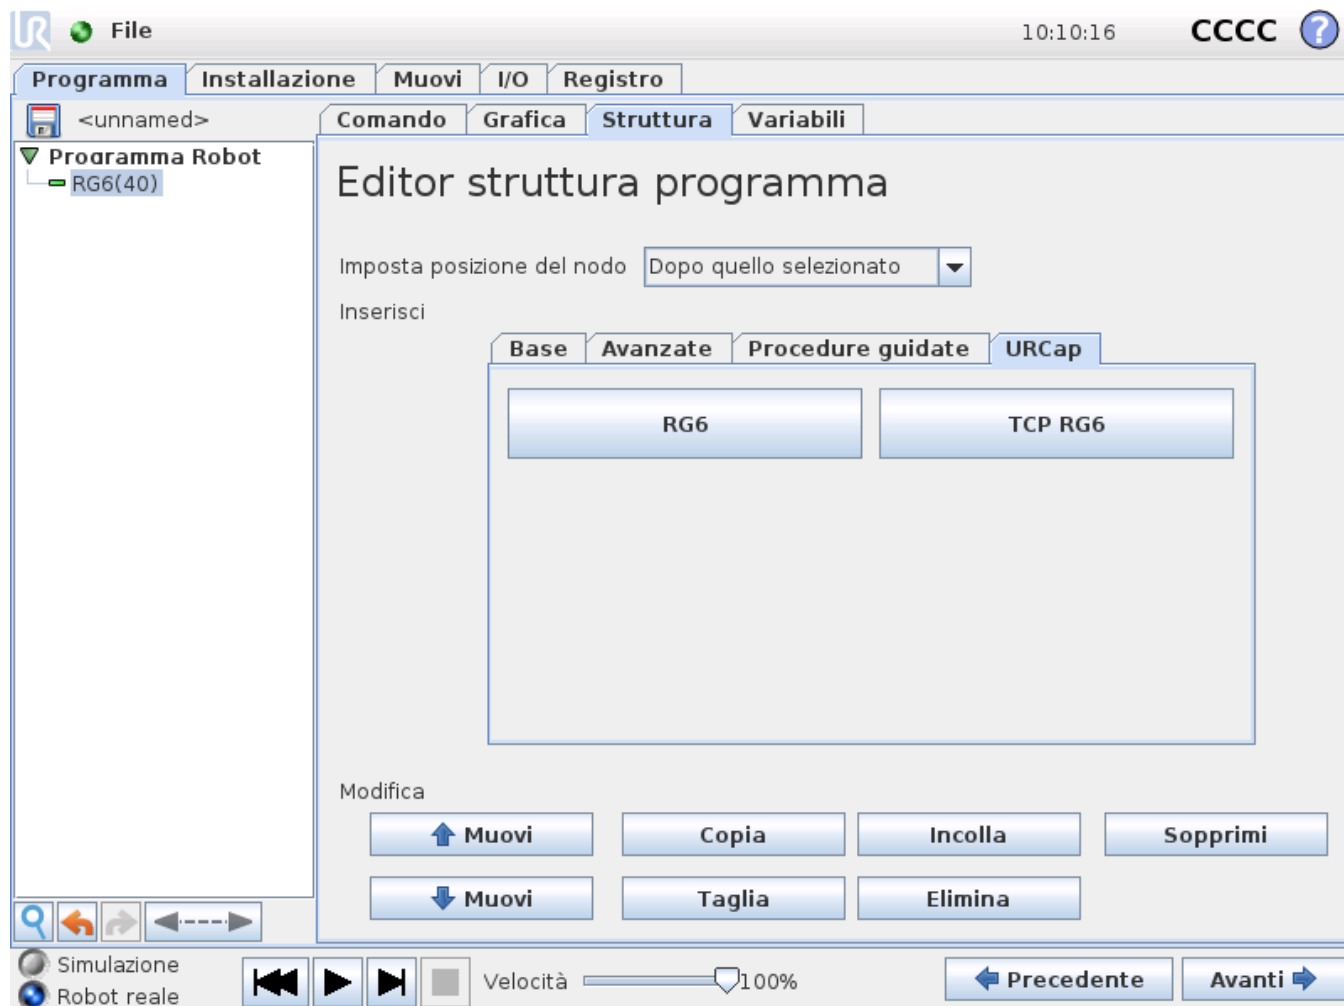 UR File 10:10:16 CCCC ?
Programma Installazione Muovi I/O Registro
<unnamed> Comando Grafica Struttura Variabili
Programma Robot
RG6(40)
Editor struttura programma
Imposta posizione del nodo Dopo quello selezionato
Inserisci
Base Avanzate Procedure guidate URCap
RG6 TCP RG6
Modifica
Muovi Copia Incolla Sopprimi
Muovi Taglia Elimina
Simulazione
Robot reale
Velocità 100% Precedente Avanti